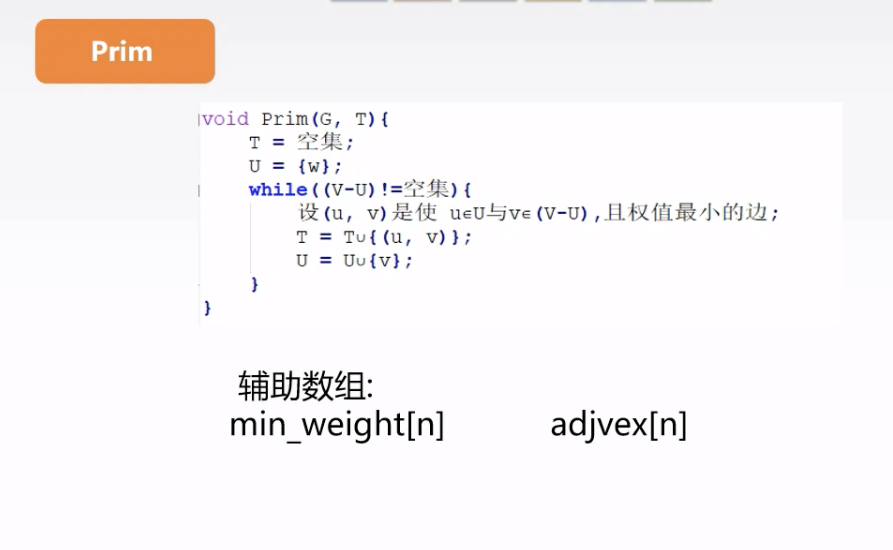 Prim
void Prim(G, T){
T = 空集;
U = {w};
while((V-U)!=空集){
设(u, v)是使 u∈U与v∈(V-U),且权值最小的边;
T = T∪{(u, v)};
U = U∪{v};
}
}
辅助数组:
min_weight[n] adjvex[n]